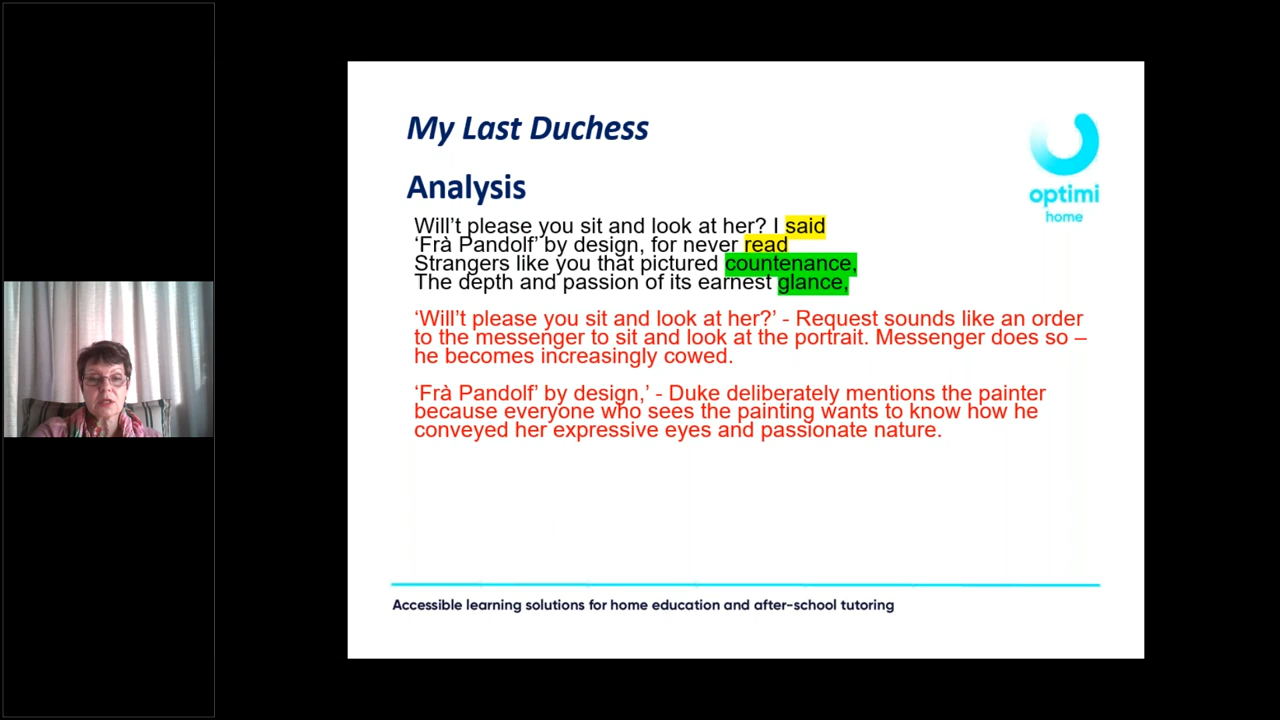 My Last Duchess
optimi
home
Analysis
Will’t please you sit and look at her? I said
‘Frà Pandolf’ by design, for never read
Strangers like you that pictured countenance,
The depth and passion of its earnest glance,
‘Will’t please you sit and look at her?’ - Request sounds like an order
to the messenger to sit and look at the portrait. Messenger does so –
he becomes increasingly cowed.
‘Frà Pandolf’ by design,’ - Duke deliberately mentions the painter
because everyone who sees the painting wants to know how he
conveyed her expressive eyes and passionate nature.
Accessible learning solutions for home education and after-school tutoring